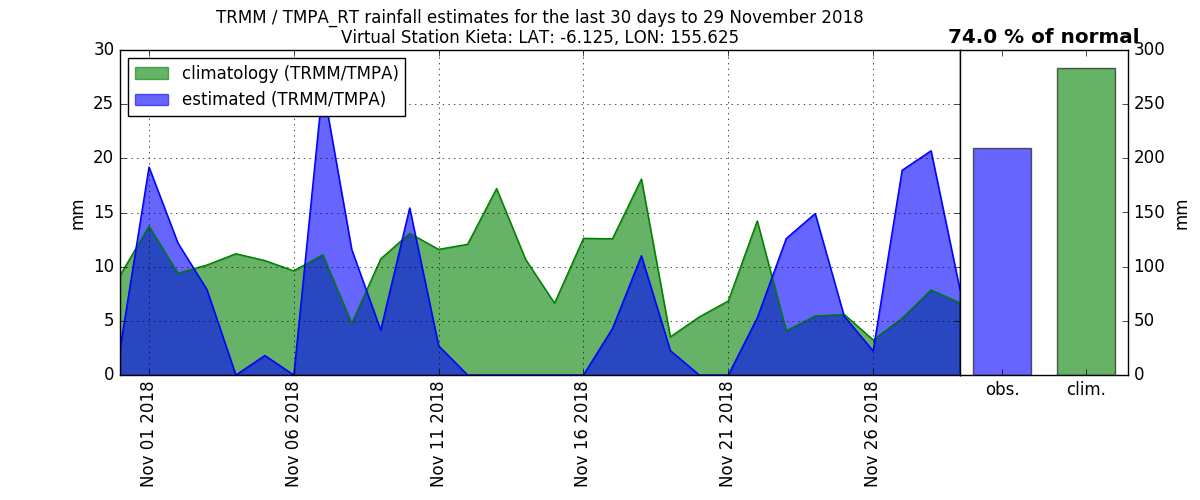 TRMM / TMPA_RT rainfall estimates for the last 30 days to 29 November 2018
Virtual Station Kieta: LAT: -6.125, LON: 155.625
74.0 % of normal
climatology (TRMM/TMPA)
estimated (TRMM/TMPA)
30
25
20
15
10
5
0
mm
300
250
200
150
100
50
0
mm
Nov 01 2018
Nov 06 2018
Nov 11 2018
Nov 16 2018
Nov 21 2018
Nov 26 2018
obs.
clim.